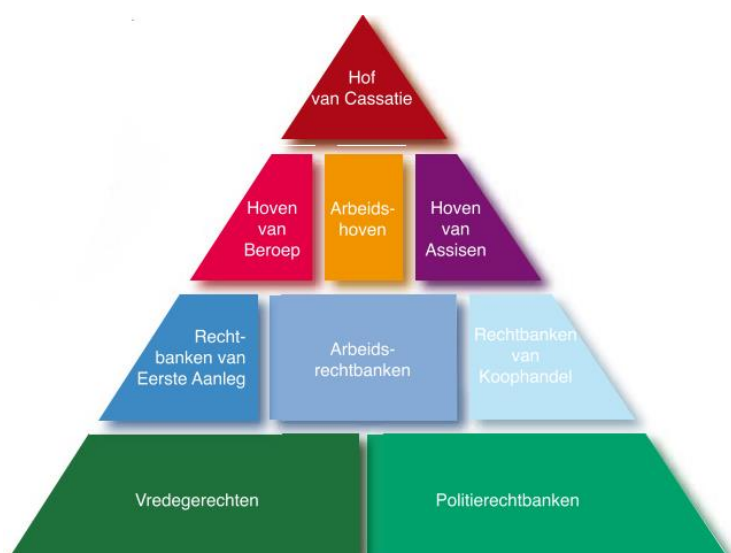 Hof
van Cassatie
Hoven
van
Beroep
Arbeids-
hoven
Hoven
van
Assisen
Recht-
banken van
Eerste Aanleg
Arbeids-
rechtbanken
Rechtbanken
van
Koophandel
Vredegerechten
Politierechtbanken